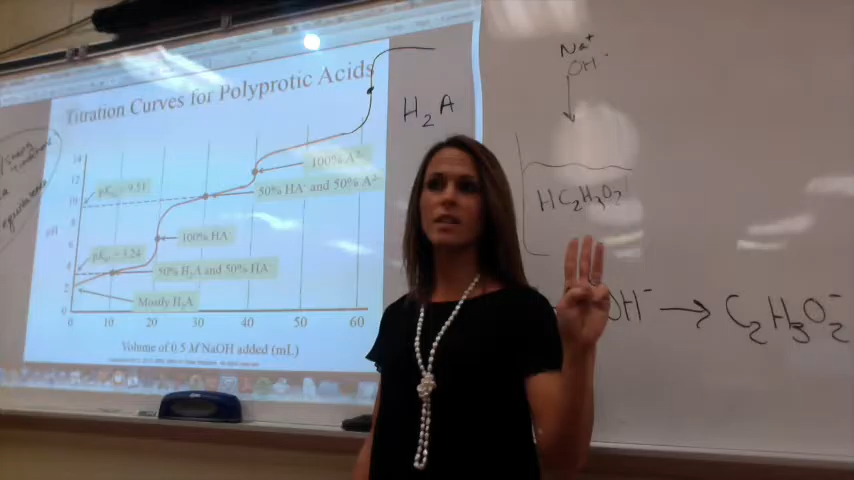 Titration Curves for Polyprotic Acids
14
12
10
8
6
4
2
0
pH
pKa2 = 9.51
pKa1 = 3.24
100% A2-
50% HA- and 50% A2-
100% HA-
50% H2A and 50% HA-
Mostly H2A
0 10 20 30 40 50 60
Volume of 0.5 M NaOH added (mL)
H2A
Na+
OH-
HC2H3O2
OH- → C2H3O2-